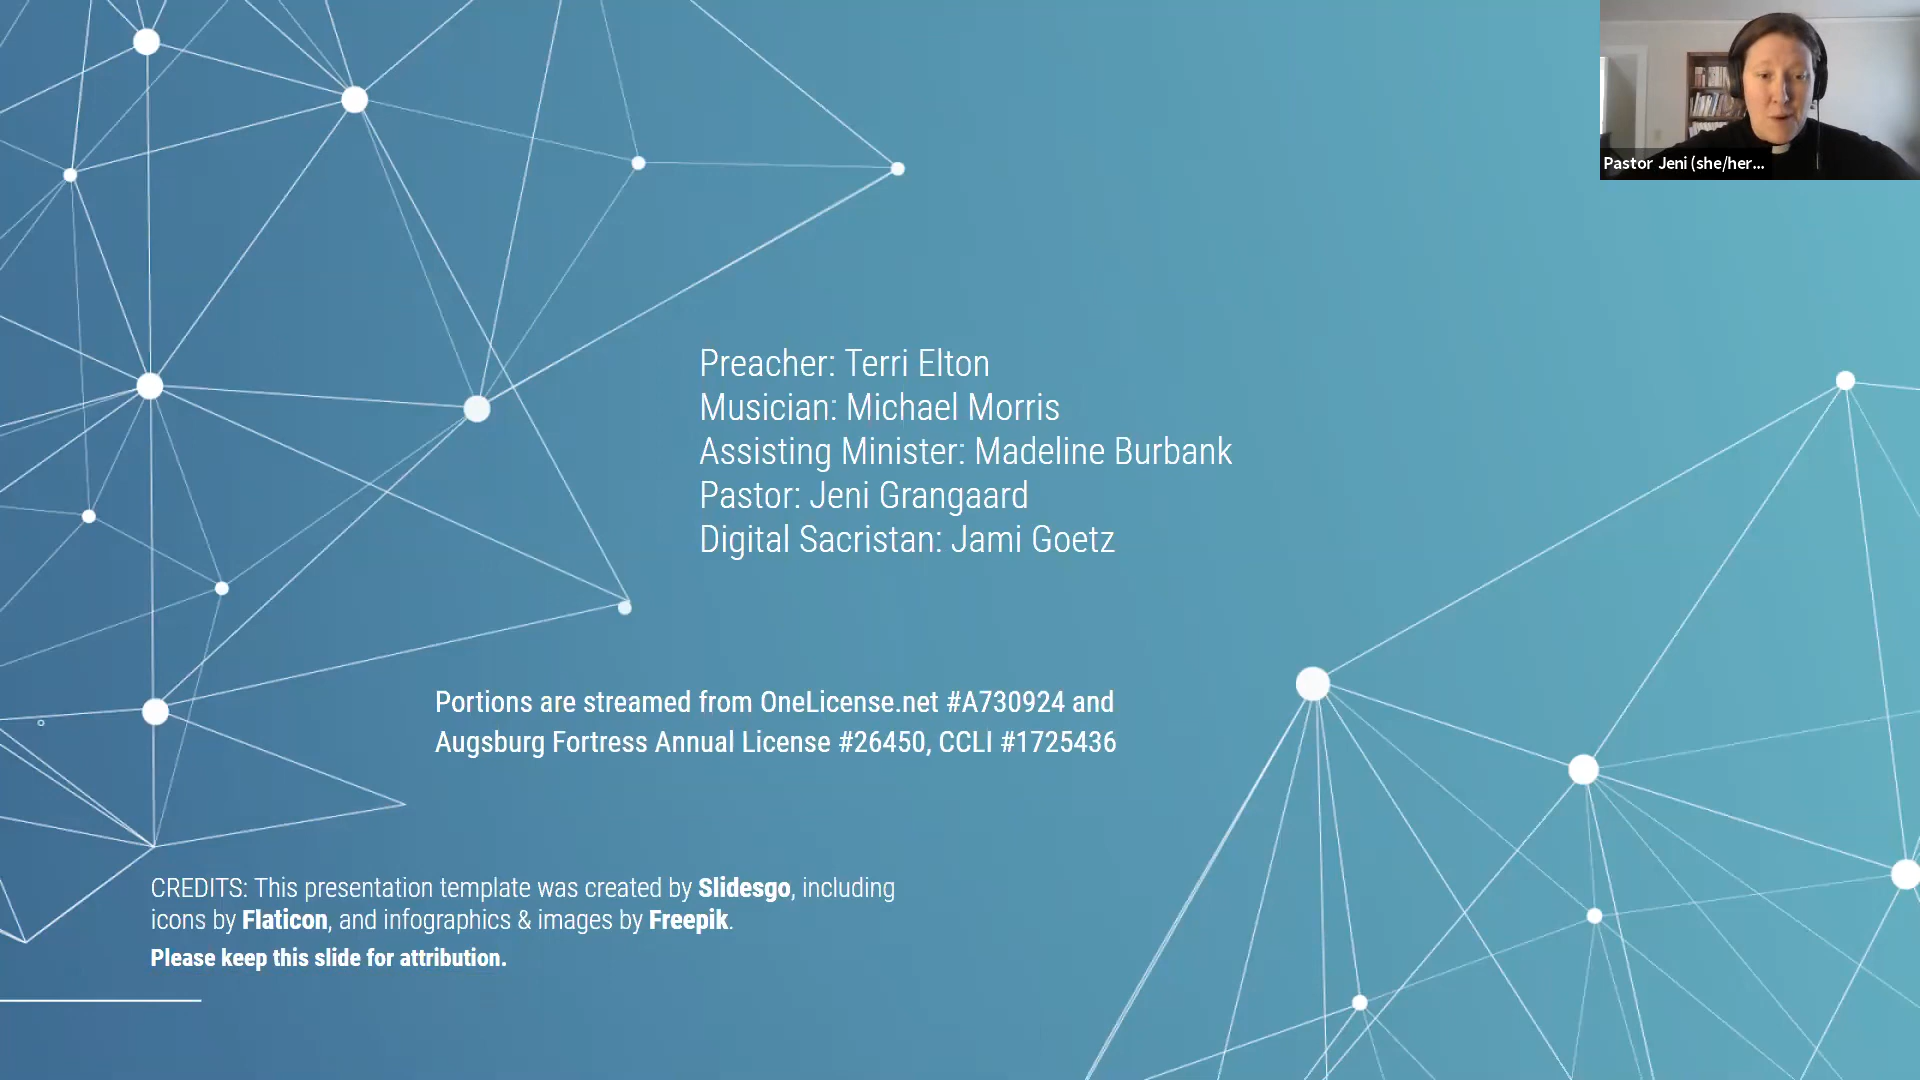 Pastor Jeni (she/her...
Preacher: Terri Elton
Musician: Michael Morris
Assisting Minister: Madeline Burbank
Pastor: Jeni Grangaard
Digital Sacristan: Jami Goetz
Portions are streamed from OneLicense.net #A730924 and
Augsburg Fortress Annual License #26450, CCLI #1725436
CREDITS: This presentation template was created by Slidesgo, including
icons by Flaticon, and infographics & images by Freepik.
Please keep this slide for attribution.